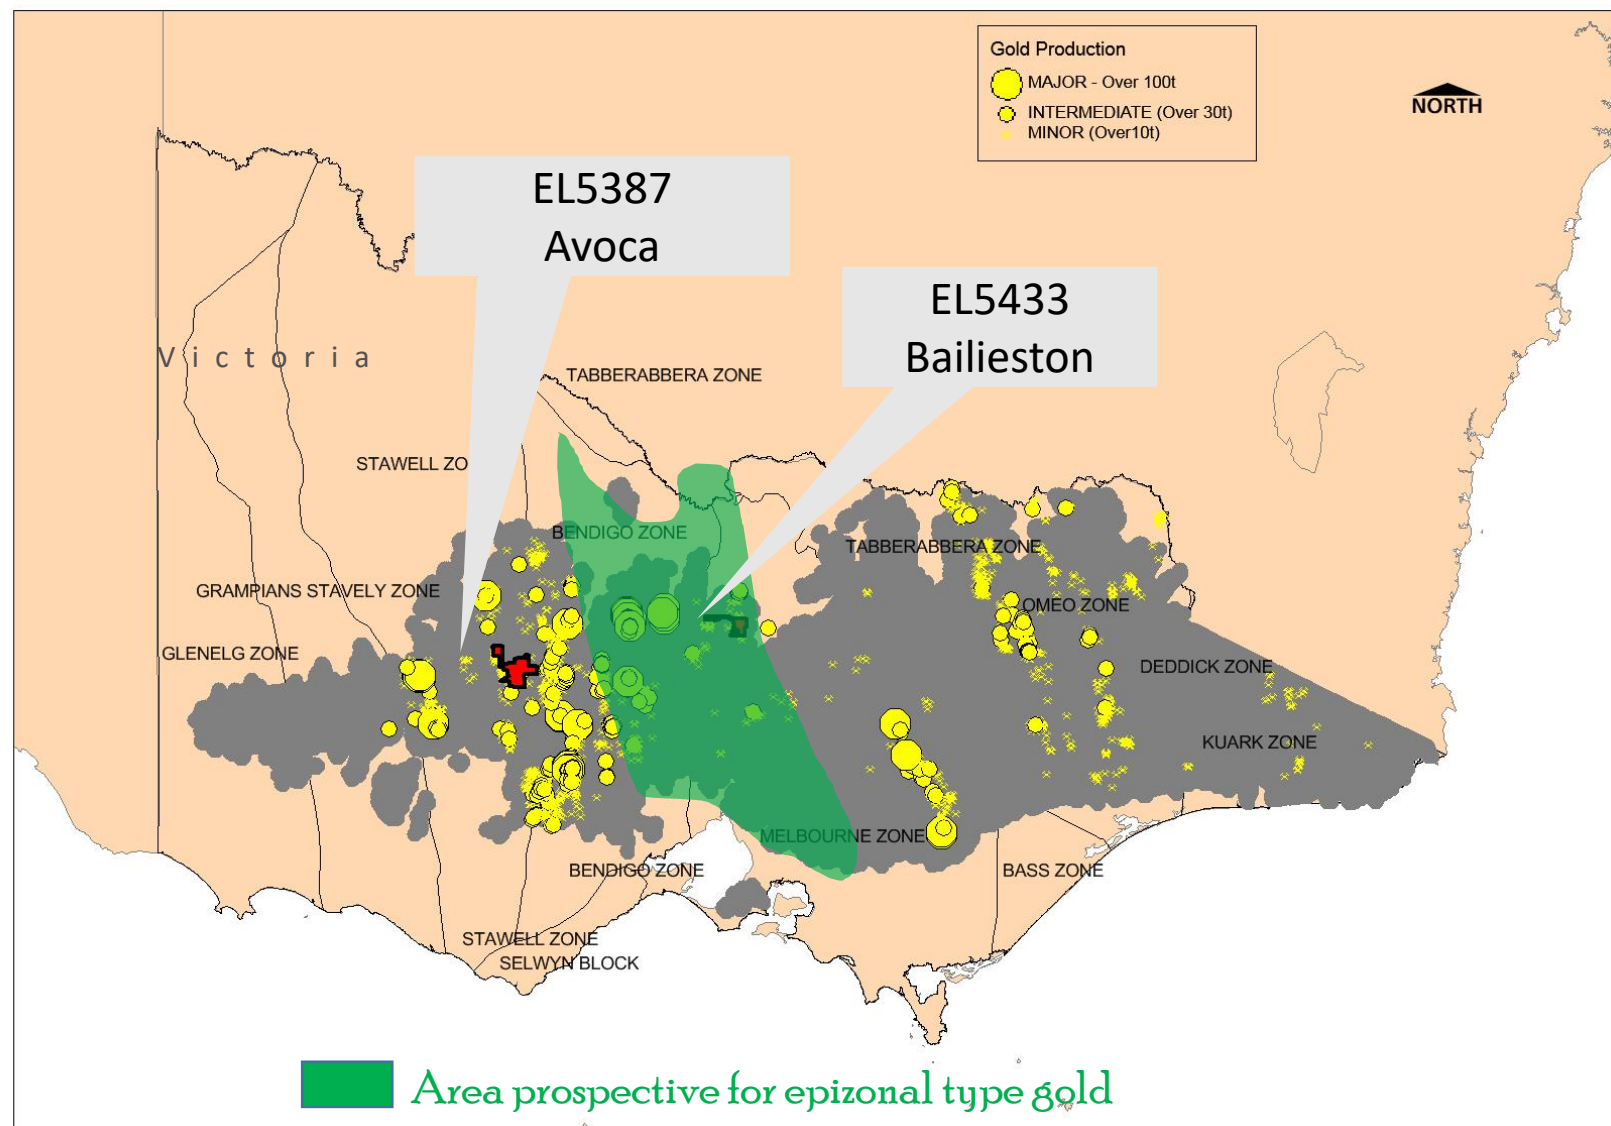 Gold Production
MAJOR - Over 100t
INTERMEDIATE (Over 30t)
MINOR (Over10t)
NORTH
EL5387
Avoca
EL5433
Bailieston
Victoria
TABBERABBERA ZONE
STAWELL ZO
BENDIGO ZONE
TABBERABBERA ZONE
GRAMPIANS STAVELY ZONE
OMEO ZONE
GLENELG ZONE
DEDDICK ZONE
KUARK ZONE
MELBOURNE ZONE
BENDIGO ZONE
BASS ZONE
STAWELL ZONE
SELWYN BLOCK
Area prospective for epizonal type gold